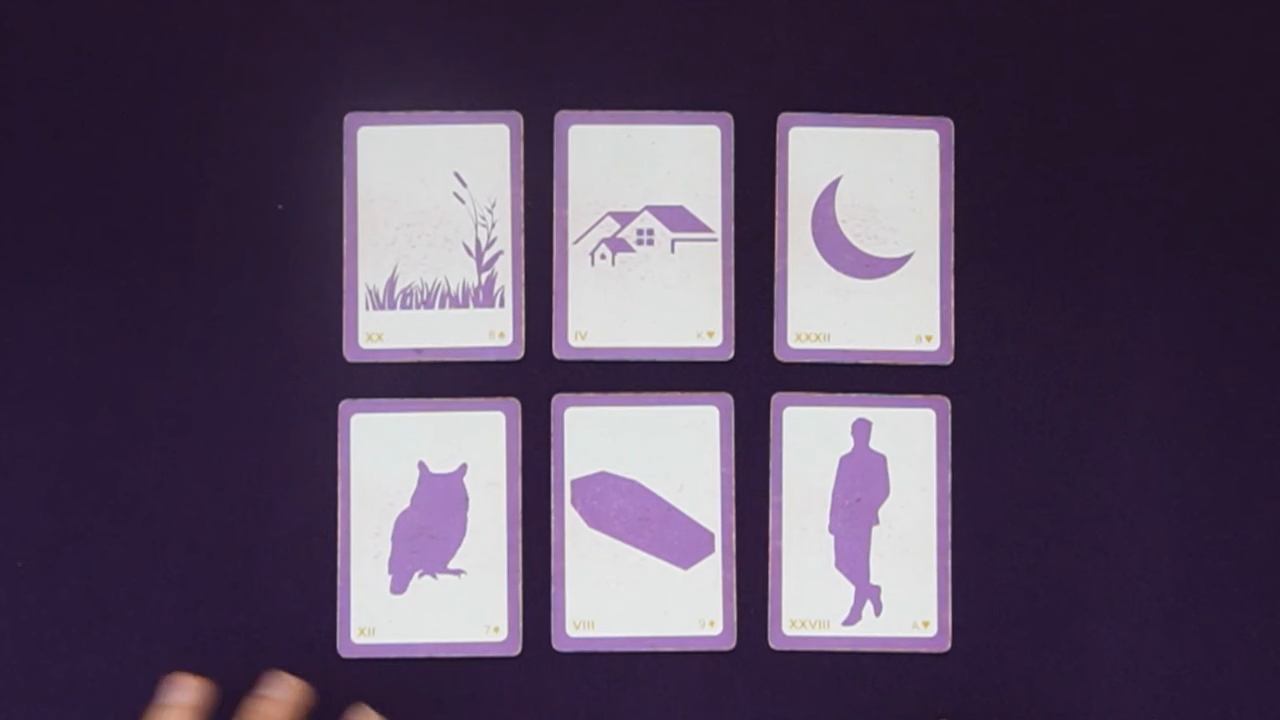 XX 8♠
IV K♥
XXXII 8♥
XII 7♦
VIII 9♦
XXVIII A♥